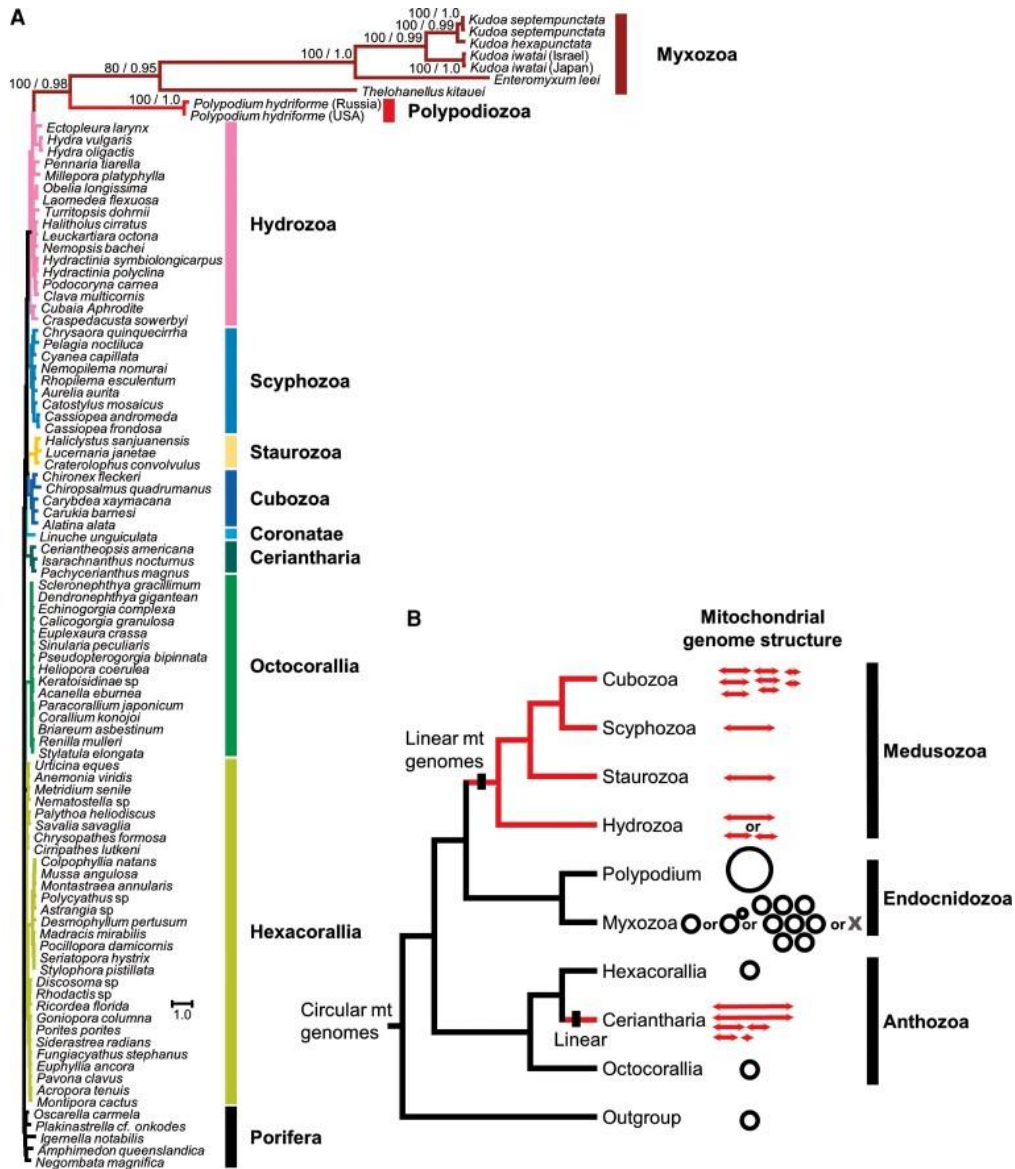 A
100 / 1.0
Kudoa septempunctata
100 / 0.99
Kudoa septempunctata
100 / 0.99
Kudoa hexapunctata
100 / 1.0
Kudoa iwatai (Israel)
100 / 1.0
Kudoa iwatai (Japan)
Myxozoa
80 / 0.95
Enteromyxum leei
100 / 0.98
Thelohanellus kitauei
100 / 1.0
Polypodium hydriforme (Russia)
Polypodium hydriforme (USA)
Polypodiozoa
Ectopleura larynx
Hydra vulgaris
Hydra oligactis
Pennaria tiarella
Millepora platyphylla
Obelia longissima
Laomedea flexuosa
Turritopsis dohrnii
Halitholus cirratus
Leuckartiara octona
Nemopsis bachei
Hydractinia symbiolongicarpus
Hydractinia polyclina
Podocoryna carnea
Clava multicornis
Cubaia Aphrodite
Craspedacusta sowerbyi
Hydrozoa
Chrysaora quinquecirrha
Pelagia noctiluca
Cyanea capillata
Nemopilema nomurai
Rhopilema esculentum
Aurelia aurita
Catostylus mosaicus
Cassiopea andromeda
Cassiopea frondosa
Scyphozoa
Haliclystus sanjuanensis
Lucernaria janetae
Craterolophus convolvulus
Staurozoa
Chironex fleckeri
Chiropsalmus quadrumanus
Carybdea xaymacana
Carukia barnesi
Alatina alata
Cubozoa
Linuche unguiculata
Coronatae
Ceriantheopsis americana
Isarachnanthus nocturnus
Pachycerianthus magnus
Ceriantharia
Scleronephthya gracillimum
Dendronephthya gigantean
Echinogorgia complexa
Calicogorgia granulosa
Euplexaura crassa
Sinularia peculiaris
Pseudopterogorgia bipinnata
Heliopora coerulea
Keratoisidinae sp
Acanella eburnea
Paracorallium japonicum
Corallium konojoi
Briareum asbestinum
Renilla mulleri
Stylatula elongata
Octocorallia
Urticina eques
Anemonia viridis
Metridium senile
Nematostella sp
Palythoa heliodiscus
Savalia savaglia
Chrysopathes formosa
Cirripathes lutkeni
Colpophyllia natans
Mussa angulosa
Montastraea annularis
Polycyathus sp
Astrangia sp
Desmophyllum pertusum
Madracis mirabilis
Pocillopora damicornis
Seriatopora hystrix
Stylophora pistillata
Discosoma sp
Rhodactis sp
Ricordea florida
Goniopora columna
Porites porites
Siderastrea radians
Fungiacyathus stephanus
Euphyllia ancora
Pavona clavus
Acropora tenuis
Montipora cactus
Hexacorallia
1.0
Oscarella carmela
Plakinastrella cf. onkodes
Igernella notabilis
Amphimedon queenslandica
Negombata magnifica
Porifera
B
Mitochondrial
genome structure
Cubozoa
Scyphozoa
Linear mt
genomes
Staurozoa
Hydrozoa
or
Medusozoa
Polypodium
Myxozoa
or
or
or X
Endocnidozoa
Hexacorallia
Ceriantharia
Linear
Octocorallia
Anthozoa
Circular mt
genomes
Outgroup